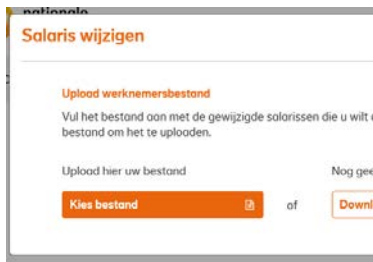 nationale
Salaris wijzigen
Upload werknemersbestand
Vul het bestand aan met de gewijzigde salarissen die u wilt
bestand om het te uploaden.
Upload hier uw bestand
Nog gee
Kies bestand
of
Downl